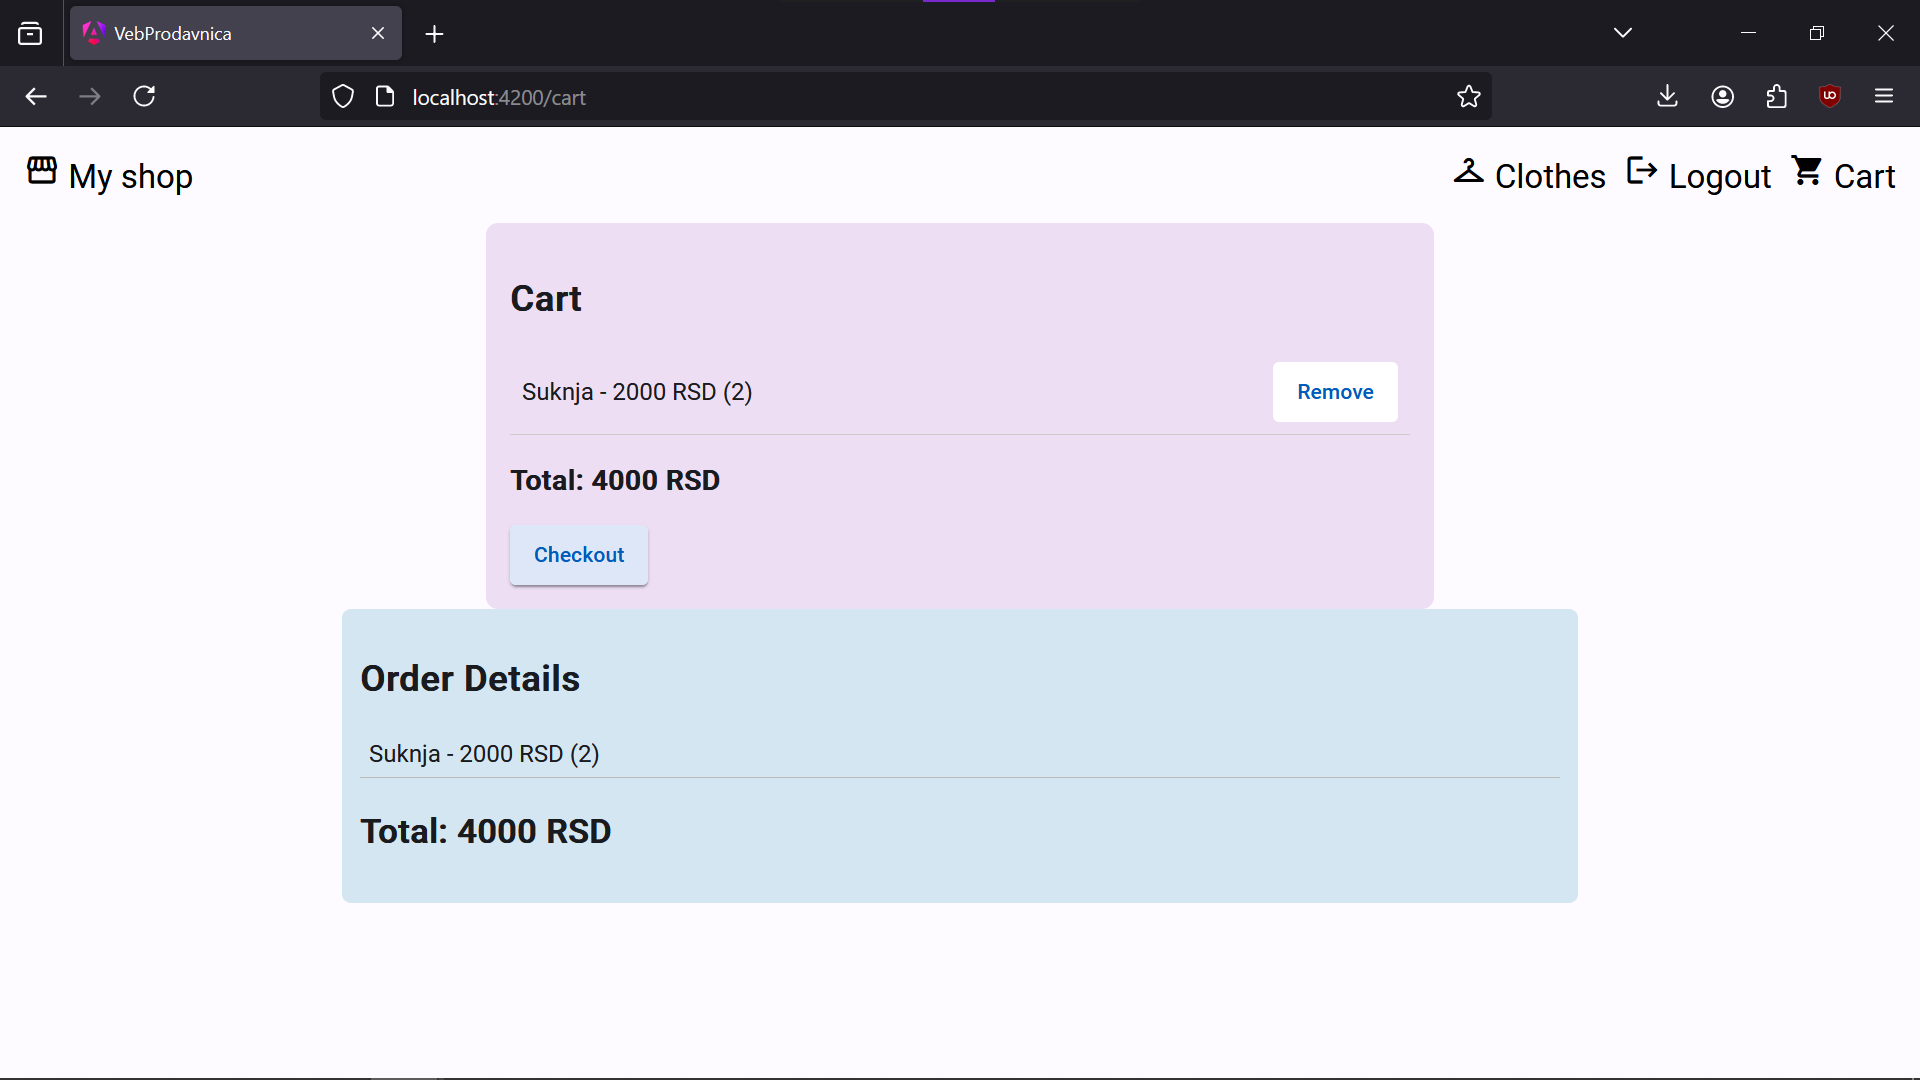 VebProdavnica
localhost:4200/cart
My shop
Clothes Logout Cart
Cart
Suknja - 2000 RSD (2) Remove
Total: 4000 RSD
Checkout
Order Details
Suknja - 2000 RSD (2)
Total: 4000 RSD